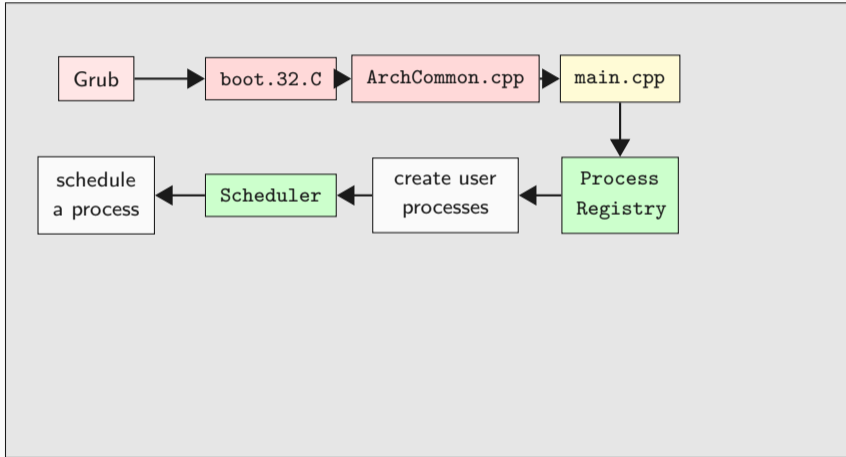 Grub
boot.32.C
ArchCommon.cpp
main.cpp
schedule
a process
Scheduler
create user
processes
Process
Registry